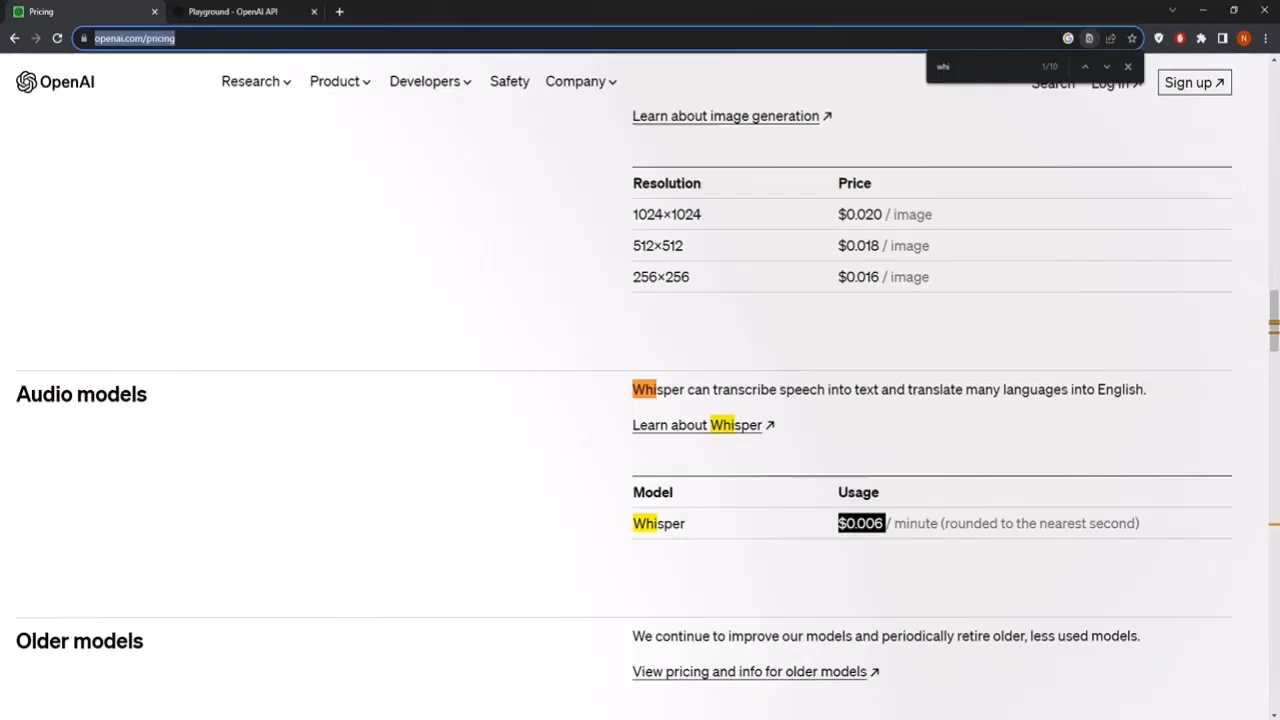 Pricing
Playground - OpenAI API
openai.com/pricing
whi
1/10
N
OpenAI
Research
Product
Developers
Safety
Company
Search
Log in
Sign up
Learn about image generation
Resolution Price
1024×1024 $0.020 / image
512×512 $0.018 / image
256×256 $0.016 / image
Audio models
Whisper can transcribe speech into text and translate many languages into English.
Learn about Whisper
Model Usage
Whisper $0.006 / minute (rounded to the nearest second)
Older models
We continue to improve our models and periodically retire older, less used models.
View pricing and info for older models